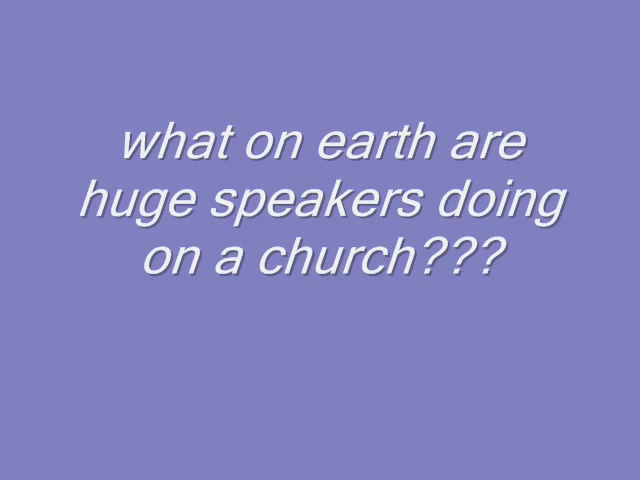 what on earth are
huge speakers doing
on a church???